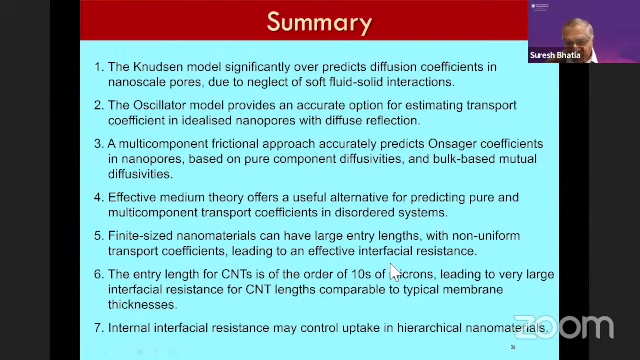 Summary
Suresh Bhatia
1. The Knudsen model significantly over predicts diffusion coefficients in
nanoscale pores, due to neglect of soft fluid-solid interactions.
2. The Oscillator model provides an accurate option for estimating transport
coefficient in idealised nanopores with diffuse reflection.
3. A multicomponent frictional approach accurately predicts Onsager coefficients
in nanopores, based on pure component diffusivities, and bulk-based mutual
diffusivities.
4. Effective medium theory offers a useful alternative for predicting pure and
multicomponent transport coefficients in disordered systems.
5. Finite-sized nanomaterials can have large entry lengths, with non-uniform
transport coefficients, leading to an effective interfacial resistance.
6. The entry length for CNTs is of the order of 10s of microns, leading to very large
interfacial resistance for CNT lengths comparable to typical membrane
thicknesses.
7. Internal interfacial resistance may control uptake in hierarchical nanomaterials.
zoom